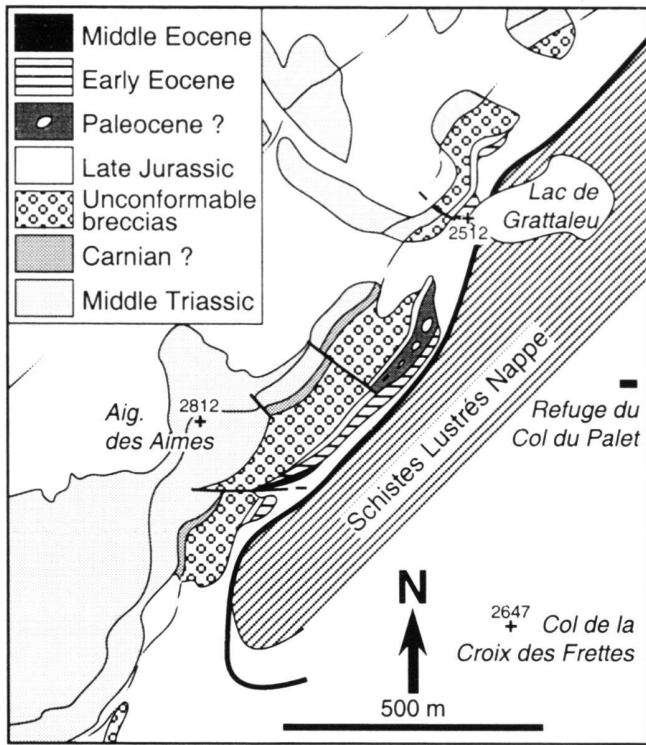 Middle Eocene
Early Eocene
Paleocene ?
Late Jurassic
Unconformable
breccias
Carnian ?
Middle Triassic
Lac de
Grattaleu
2512
2812
Aig.
des Aimes
Schistes Lustrés Nappe
Refuge du
Col du Palet
N
2647
Col de la
Croix des Frettes
500 m